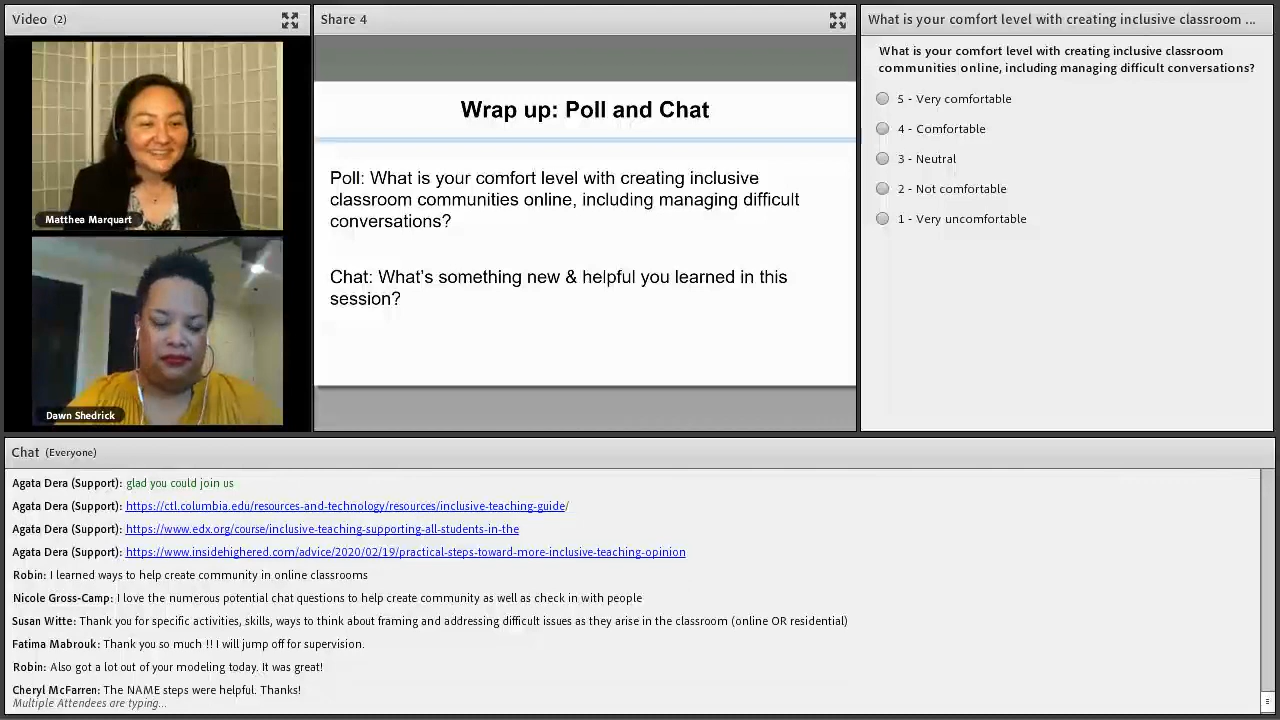 Video (2)
Matthea Marquart
Dawn Shedrick
Share 4
Wrap up: Poll and Chat
Poll: What is your comfort level with creating inclusive
classroom communities online, including managing difficult
conversations?
Chat: What's something new & helpful you learned in this
session?
What is your comfort level with creating inclusive classroom ...
What is your comfort level with creating inclusive classroom
communities online, including managing difficult conversations?
5 - Very comfortable
4 - Comfortable
3 - Neutral
2 - Not comfortable
1 - Very uncomfortable
Chat (Everyone)
Agata Dera (Support): glad you could join us
Agata Dera (Support): https://ctl.columbia.edu/resources-and-technology/resources/inclusive-teaching-guide/
Agata Dera (Support): https://www.edx.org/course/inclusive-teaching-supporting-all-students-in-the
Agata Dera (Support): https://www.insidehighered.com/advice/2020/02/19/practical-steps-toward-more-inclusive-teaching-opinion
Robin: I learned ways to help create community in online classrooms
Nicole Gross-Camp: I love the numerous potential chat questions to help create community as well as check in with people
Susan Witte: Thank you for specific activities, skills, ways to think about framing and addressing difficult issues as they arise in the classroom (online OR residential)
Fatima Mabrouk: Thank you so much !! I will jump off for supervision.
Robin: Also got a lot out of your modeling today. It was great!
Cheryl McFarren: The NAME steps were helpful. Thanks!
Multiple Attendees are typing...